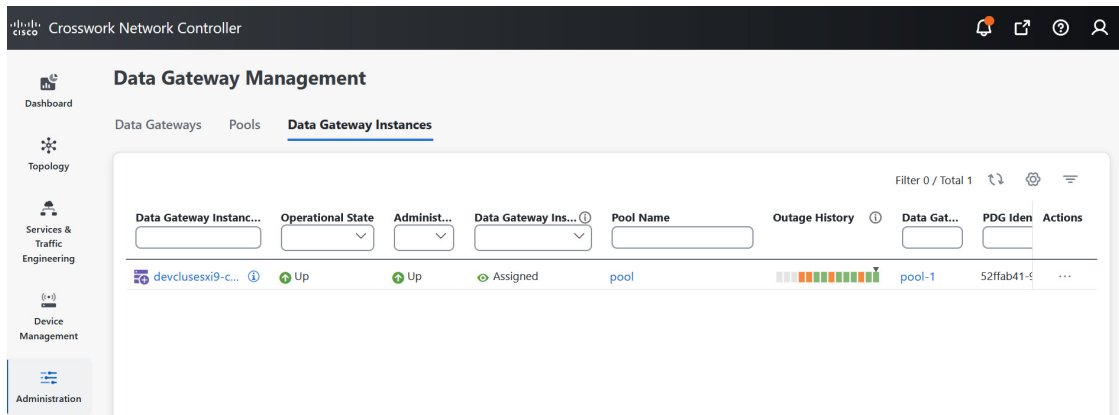 cisco Crosswork Network Controller
Data Gateway Management
Dashboard
Data Gateways Pools Data Gateway Instances
Topology
Filter 0 / Total 1
Services &
Traffic
Engineering
Data Gateway Instanc... Operational State Administ... Data Gateway Ins... Pool Name Outage History Data Gat... PDG Iden Actions
devclusesxi9-c... Up Up Assigned pool pool-1 52ffab41-9 ...
Device
Management
Administration